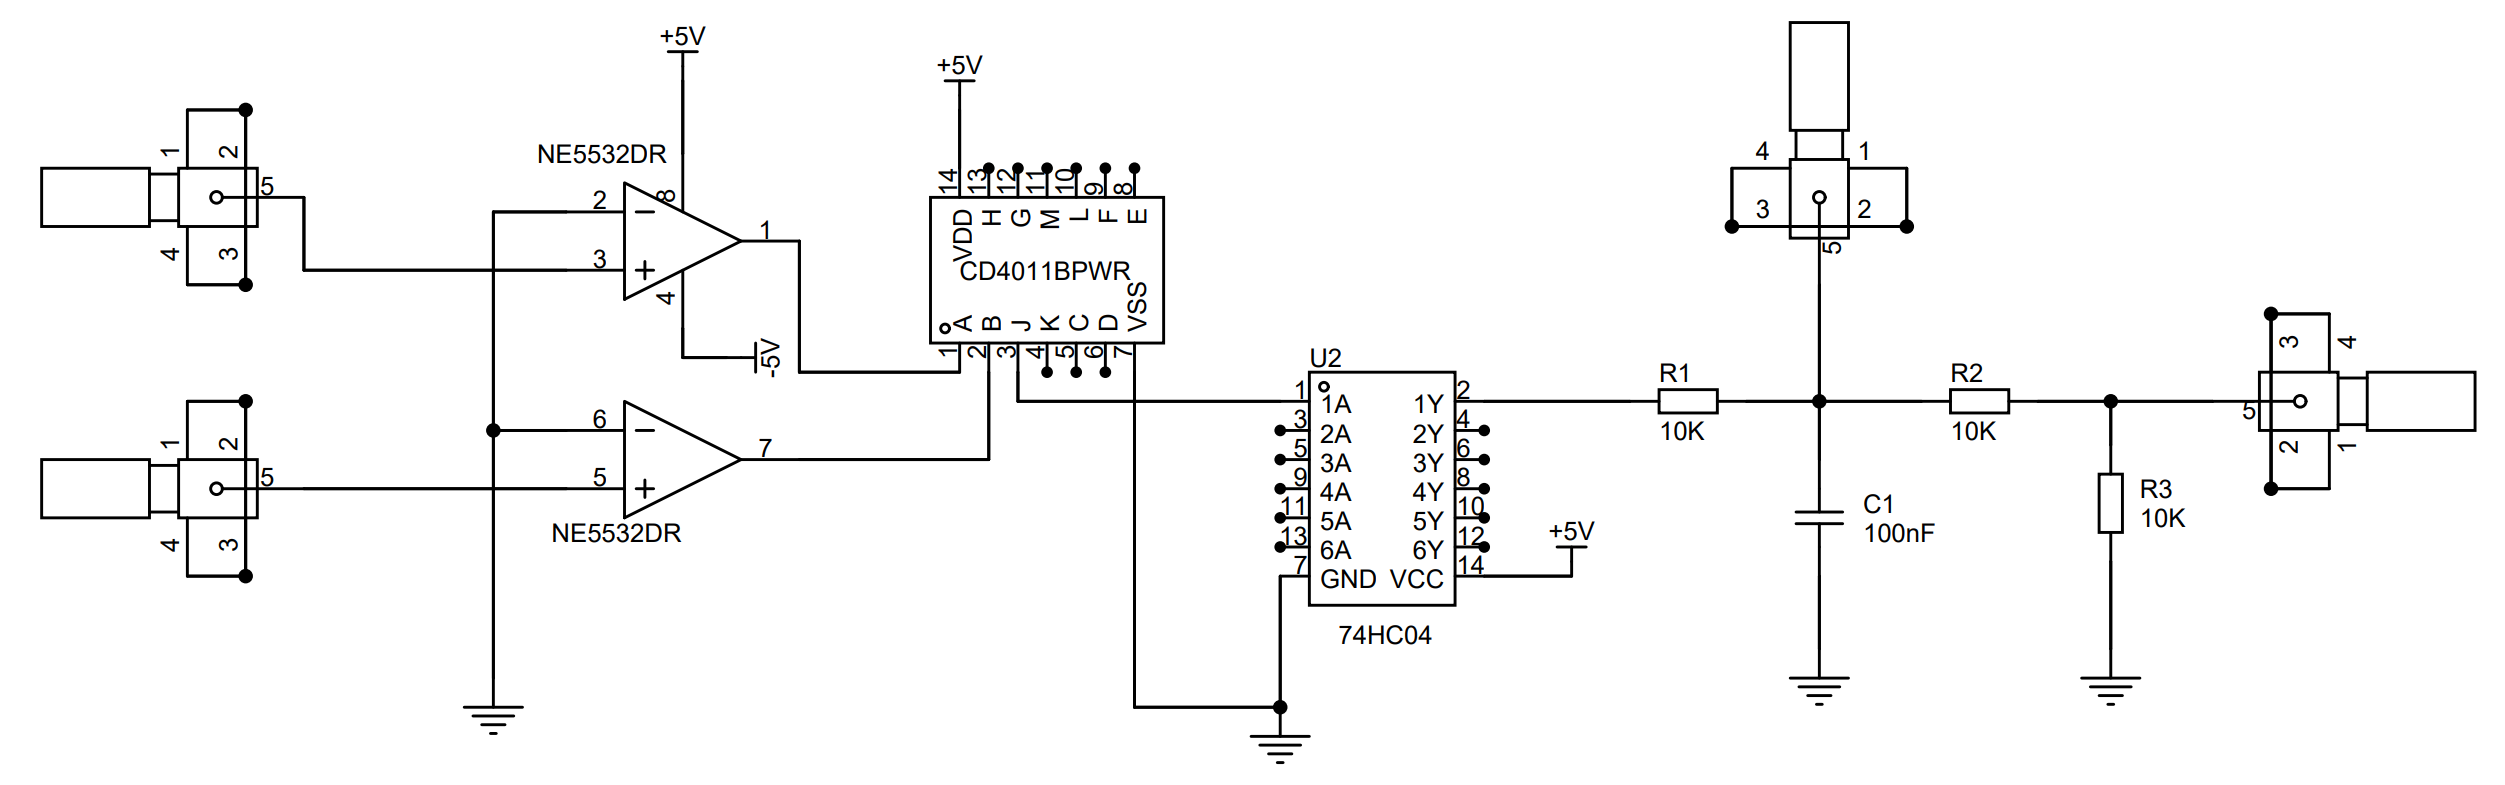 +5V
+5V
NE5532DR
1
2
5
4
3
2
3
8
4
1
-5V
1
2
5
4
3
6
5
7
NE5532DR
14
13
12
11
10
9
8
VDD
H
G
M
L
F
E
CD4011BPWR
A
B
J
K
C
D
VSS
1
2
3
4
5
6
7
U2
1
1A
1Y
2
3
2A
2Y
4
5
3A
3Y
6
9
4A
4Y
8
11
5A
5Y
10
13
6A
6Y
12
7
GND
VCC
14
+5V
74HC04
R1
10K
4
1
3
2
5
R2
10K
C1
100nF
R3
10K
3
4
5
2
1